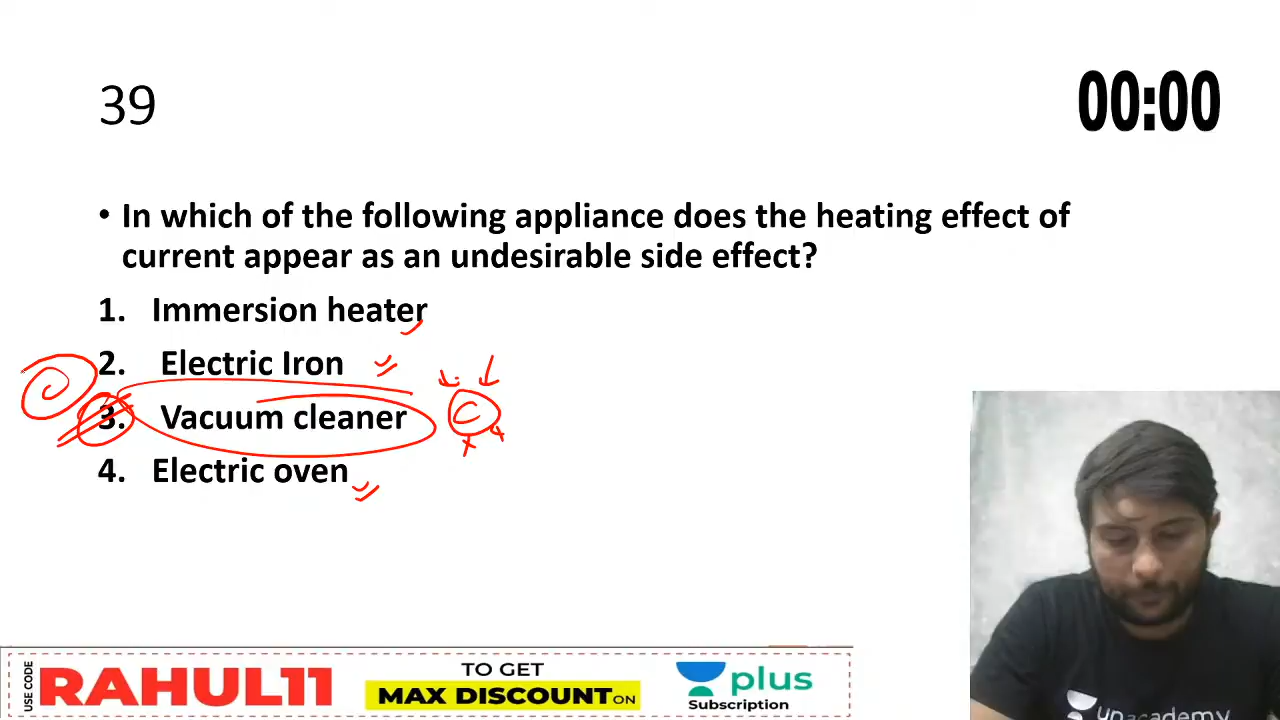 39
00:00
• In which of the following appliance does the heating effect of
current appear as an undesirable side effect?
1. Immersion heater
2. Electric Iron
3. Vacuum cleaner
4. Electric oven
C
USE CODE
RAHUL11
TO GET
MAX DISCOUNT ON
plus
Subscription
unacademy